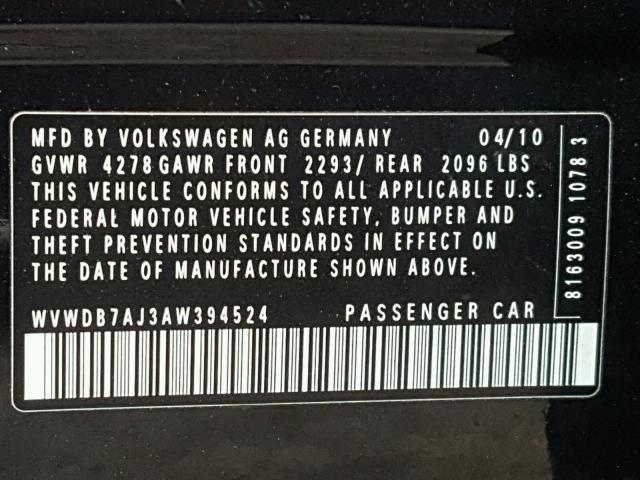 MFD BY VOLKSWAGEN AG GERMANY 04/10
GVWR 4278 GAWR FRONT 2293/ REAR 2096 LBS
THIS VEHICLE CONFORMS TO ALL APPLICABLE U.S.
FEDERAL MOTOR VEHICLE SAFETY, BUMPER AND
THEFT PREVENTION STANDARDS IN EFFECT ON
THE DATE OF MANUFACTURE SHOWN ABOVE.
WVWDB7AJ3AW394524 PASSENGER CAR
8163009 1078 3